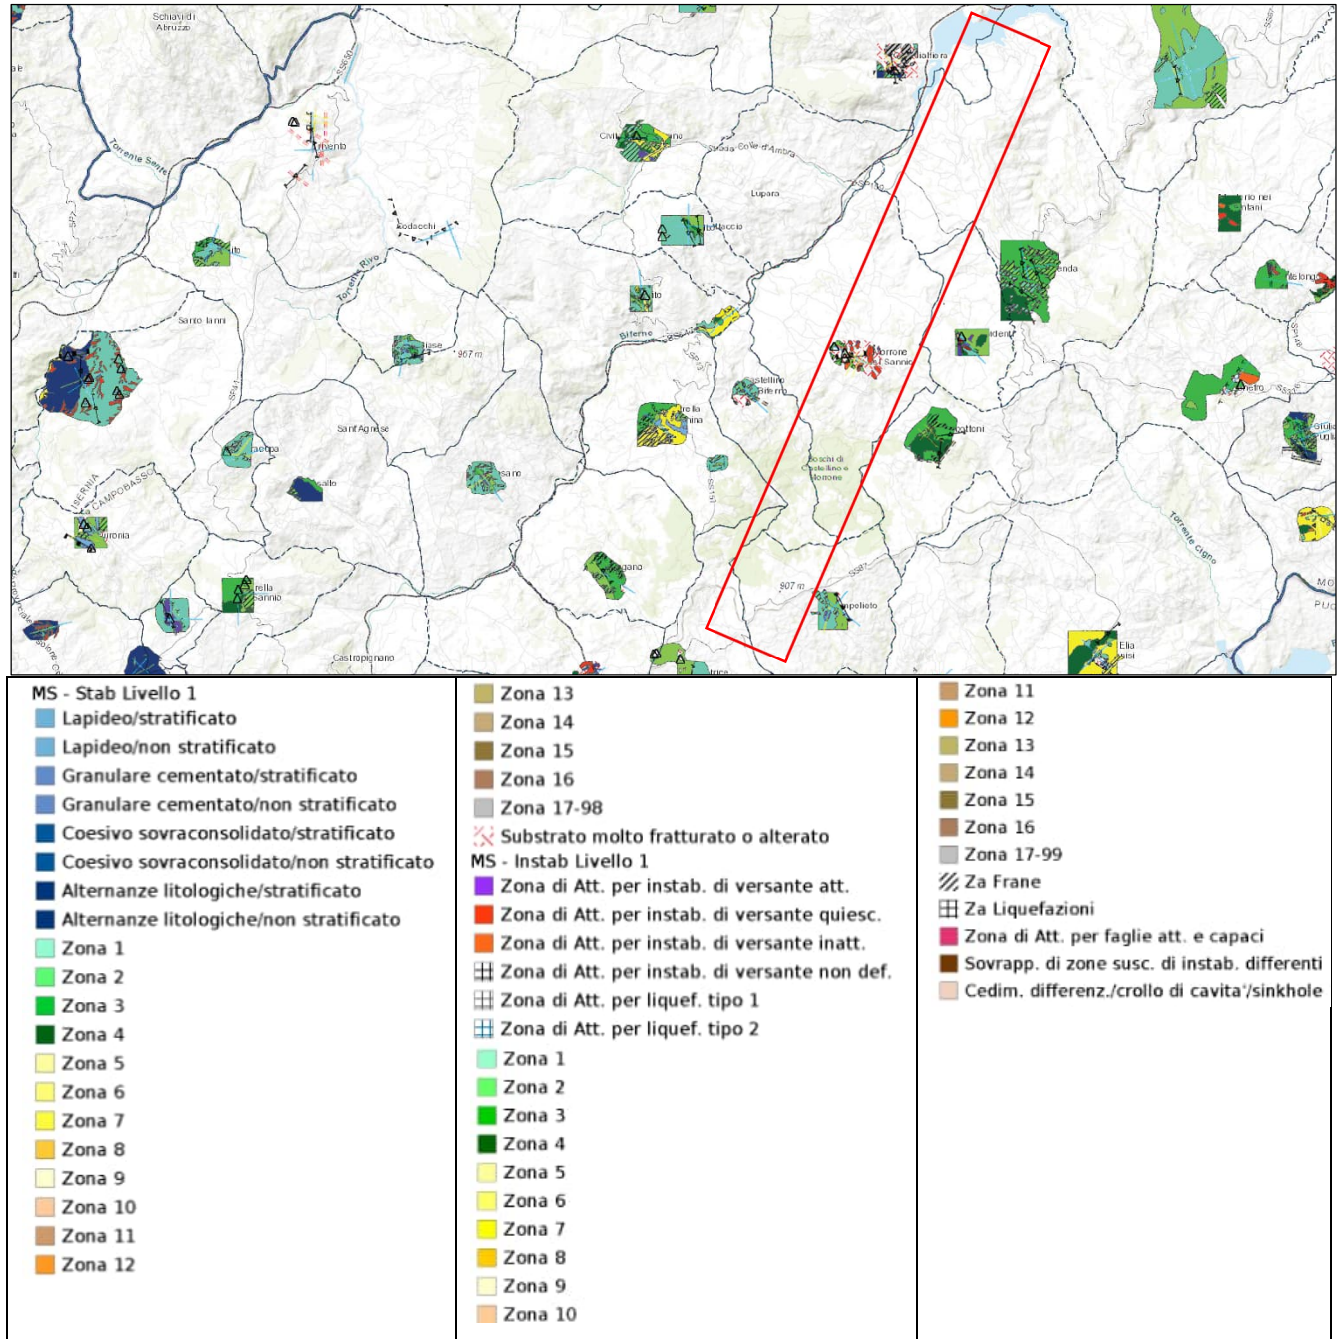 Schiavi di
Abruzzo
SS650
Torrente Sente
SP7
Lupara
Strada Colle d'Ambra
Torrente Rivo
Santo Ianni
967 m
Biferno
SP41
Sant'Agnese
ISERNIA
CAMPOBASSO
SS157
Boschi di
Castellino e
Morrone
Torrente Cigno
907 m
SS87
Castropignano
MS - Stab Livello 1
Lapideo/stratificato
Lapideo/non stratificato
Granulare cementato/stratificato
Granulare cementato/non stratificato
Coesivo sovraconsolidato/stratificato
Coesivo sovraconsolidato/non stratificato
Alternanze litologiche/stratificato
Alternanze litologiche/non stratificato
Zona 1
Zona 2
Zona 3
Zona 4
Zona 5
Zona 6
Zona 7
Zona 8
Zona 9
Zona 10
Zona 11
Zona 12
Zona 13
Zona 14
Zona 15
Zona 16
Zona 17-98
Substrato molto fratturato o alterato
MS - Instab Livello 1
Zona di Att. per instab. di versante att.
Zona di Att. per instab. di versante quiesc.
Zona di Att. per instab. di versante inatt.
Zona di Att. per instab. di versante non def.
Zona di Att. per liquef. tipo 1
Zona di Att. per liquef. tipo 2
Zona 1
Zona 2
Zona 3
Zona 4
Zona 5
Zona 6
Zona 7
Zona 8
Zona 9
Zona 10
Zona 11
Zona 12
Zona 13
Zona 14
Zona 15
Zona 16
Zona 17-99
Za Frane
Za Liquefazioni
Zona di Att. per faglie att. e capaci
Sovrapp. di zone susc. di instab. differenti
Cedim. differenz./crollo di cavita'/sinkhole